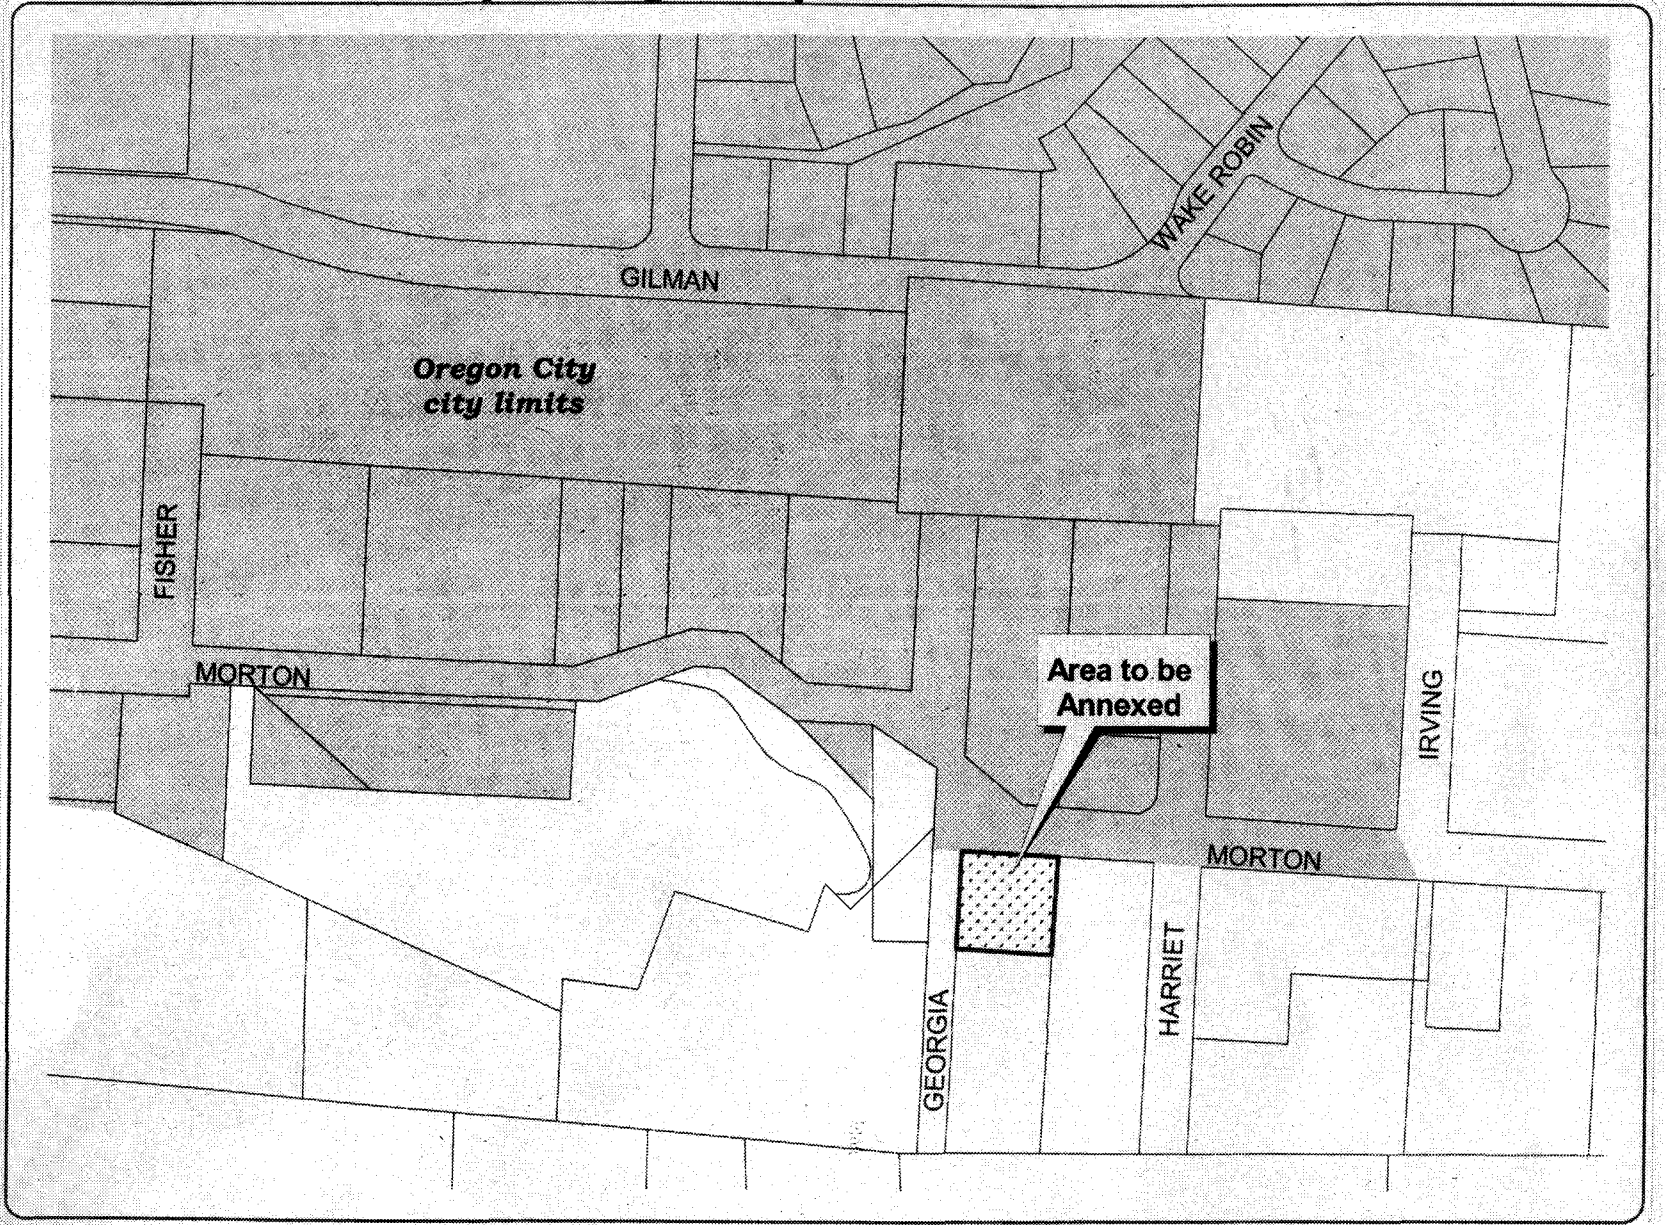 WAKE ROBIN
GILMAN
Oregon City
city limits
FISHER
MORTON
Area to be
Annexed
IRVING
MORTON
HARRIET
GEORGIA